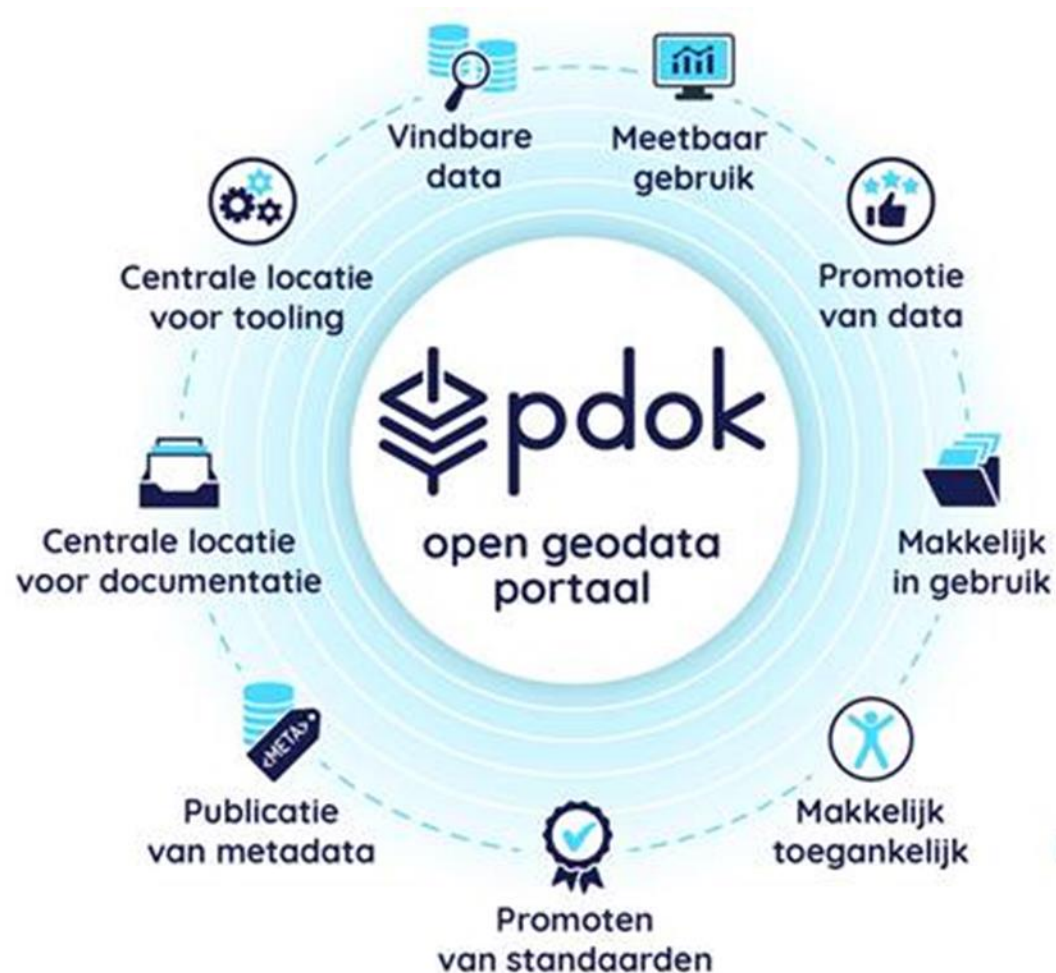 Vindbare
data
Meetbaar
gebruik
Promotie
van data
Makkelijk
in gebruik
Makkelijk
toegankelijk
Promoten
van standaarden
Publicatie
van metadata
<META>
Centrale locatie
voor documentatie
Centrale locatie
voor tooling
pdok
open geodata
portaal